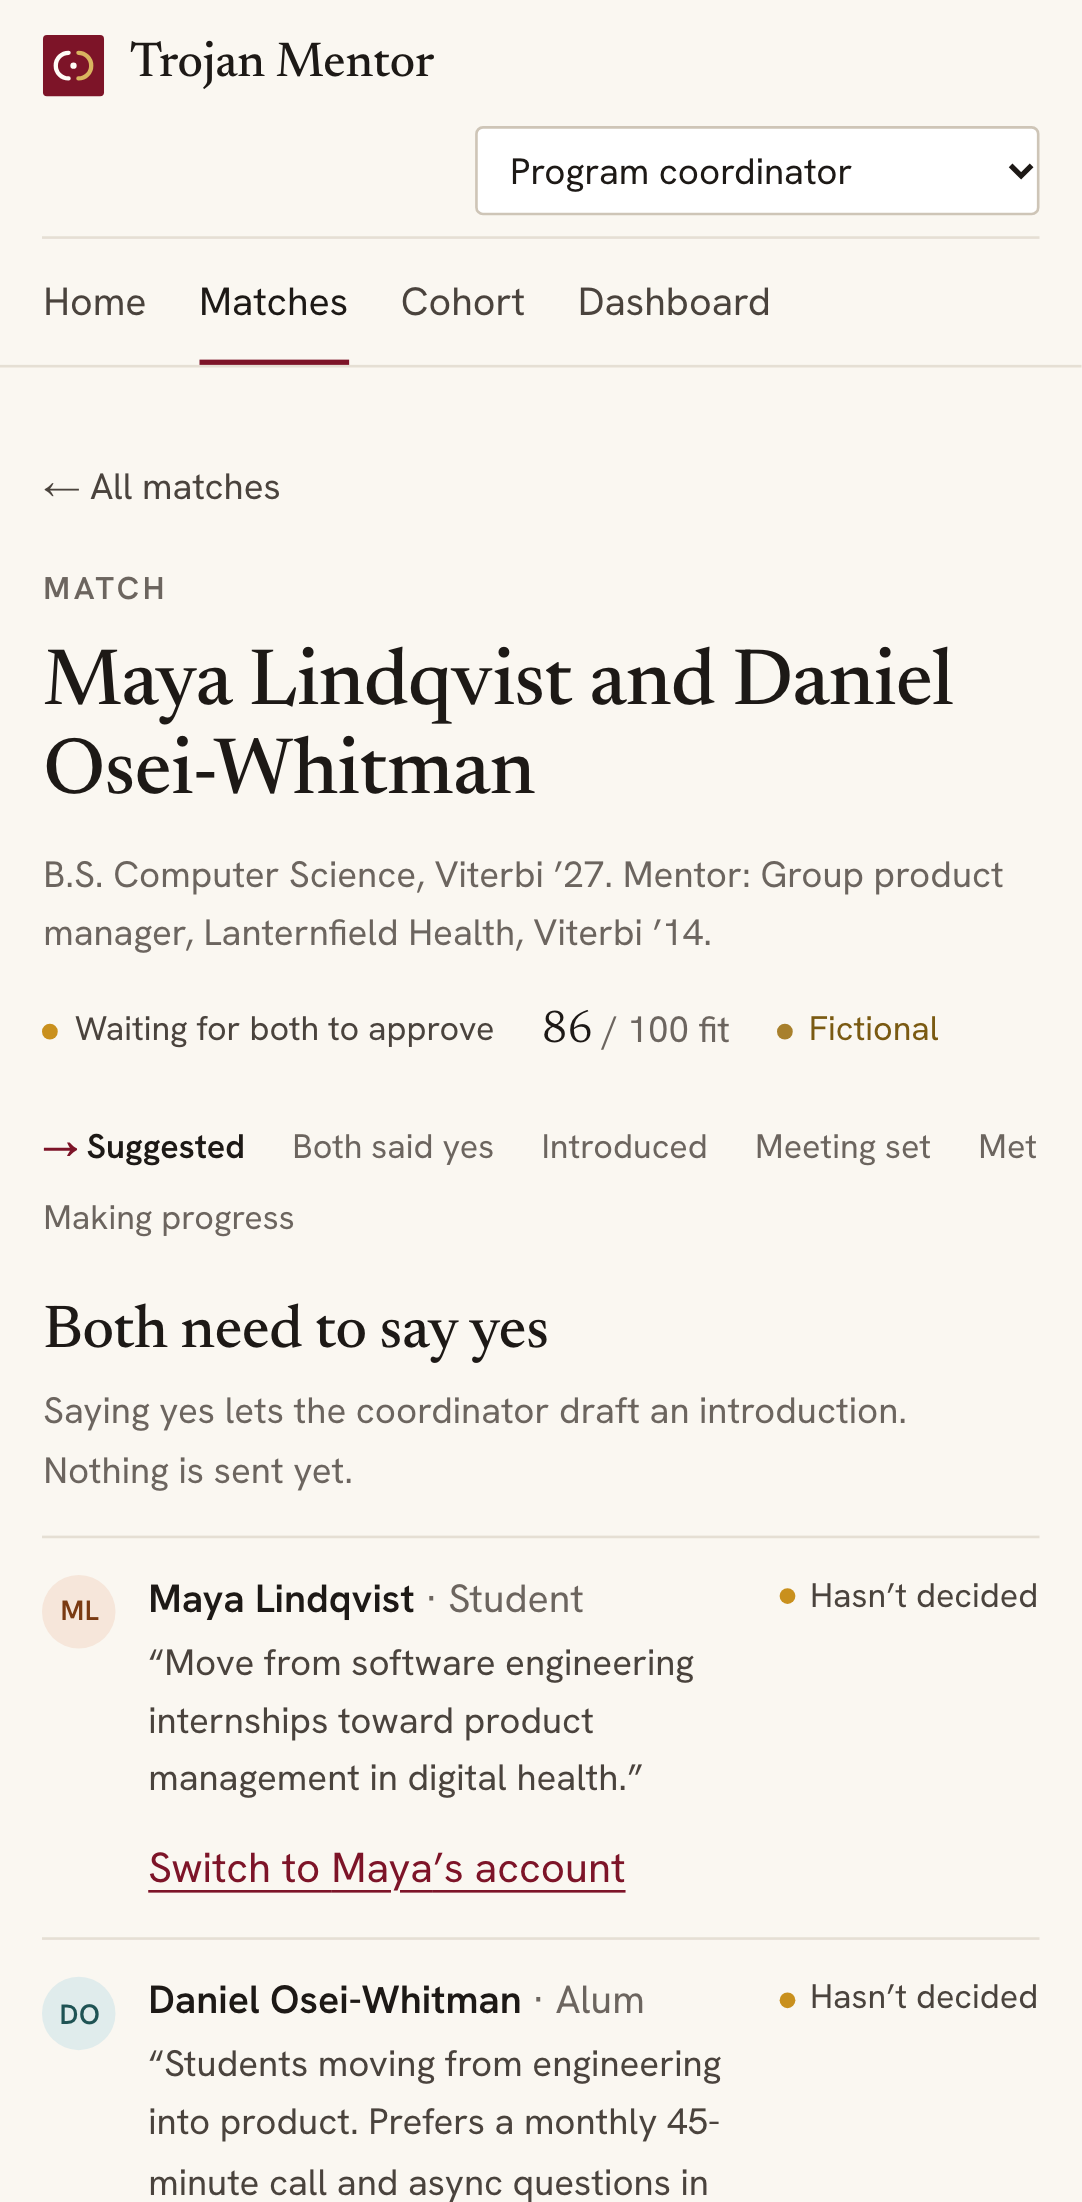 Trojan Mentor
Program coordinator
Home Matches Cohort Dashboard
← All matches
MATCH
Maya Lindqvist and Daniel
Osei-Whitman
B.S. Computer Science, Viterbi ’27. Mentor: Group product
manager, Lanternfield Health, Viterbi ’14.
Waiting for both to approve 86 / 100 fit Fictional
→ Suggested Both said yes Introduced Meeting set Met
Making progress
Both need to say yes
Saying yes lets the coordinator draft an introduction.
Nothing is sent yet.
ML Maya Lindqvist · Student Hasn’t decided
“Move from software engineering
internships toward product
management in digital health.”
Switch to Maya’s account
DO Daniel Osei-Whitman · Alum Hasn’t decided
“Students moving from engineering
into product. Prefers a monthly 45-
minute call and async questions in